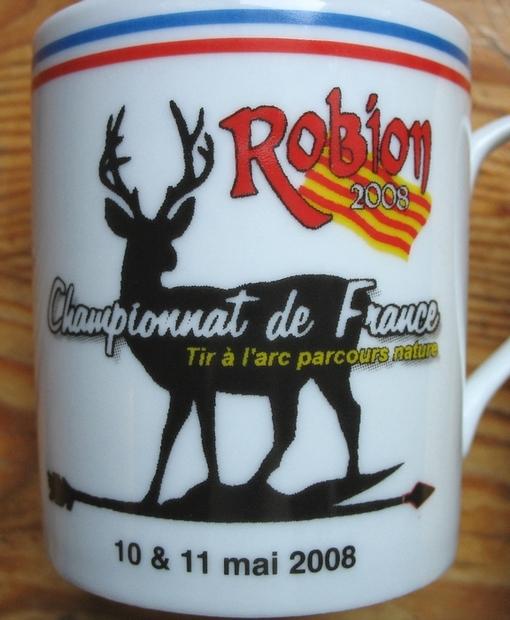 Robion
2008
Championnat de France
Tir à l'arc parcours nature
10 & 11 mai 2008